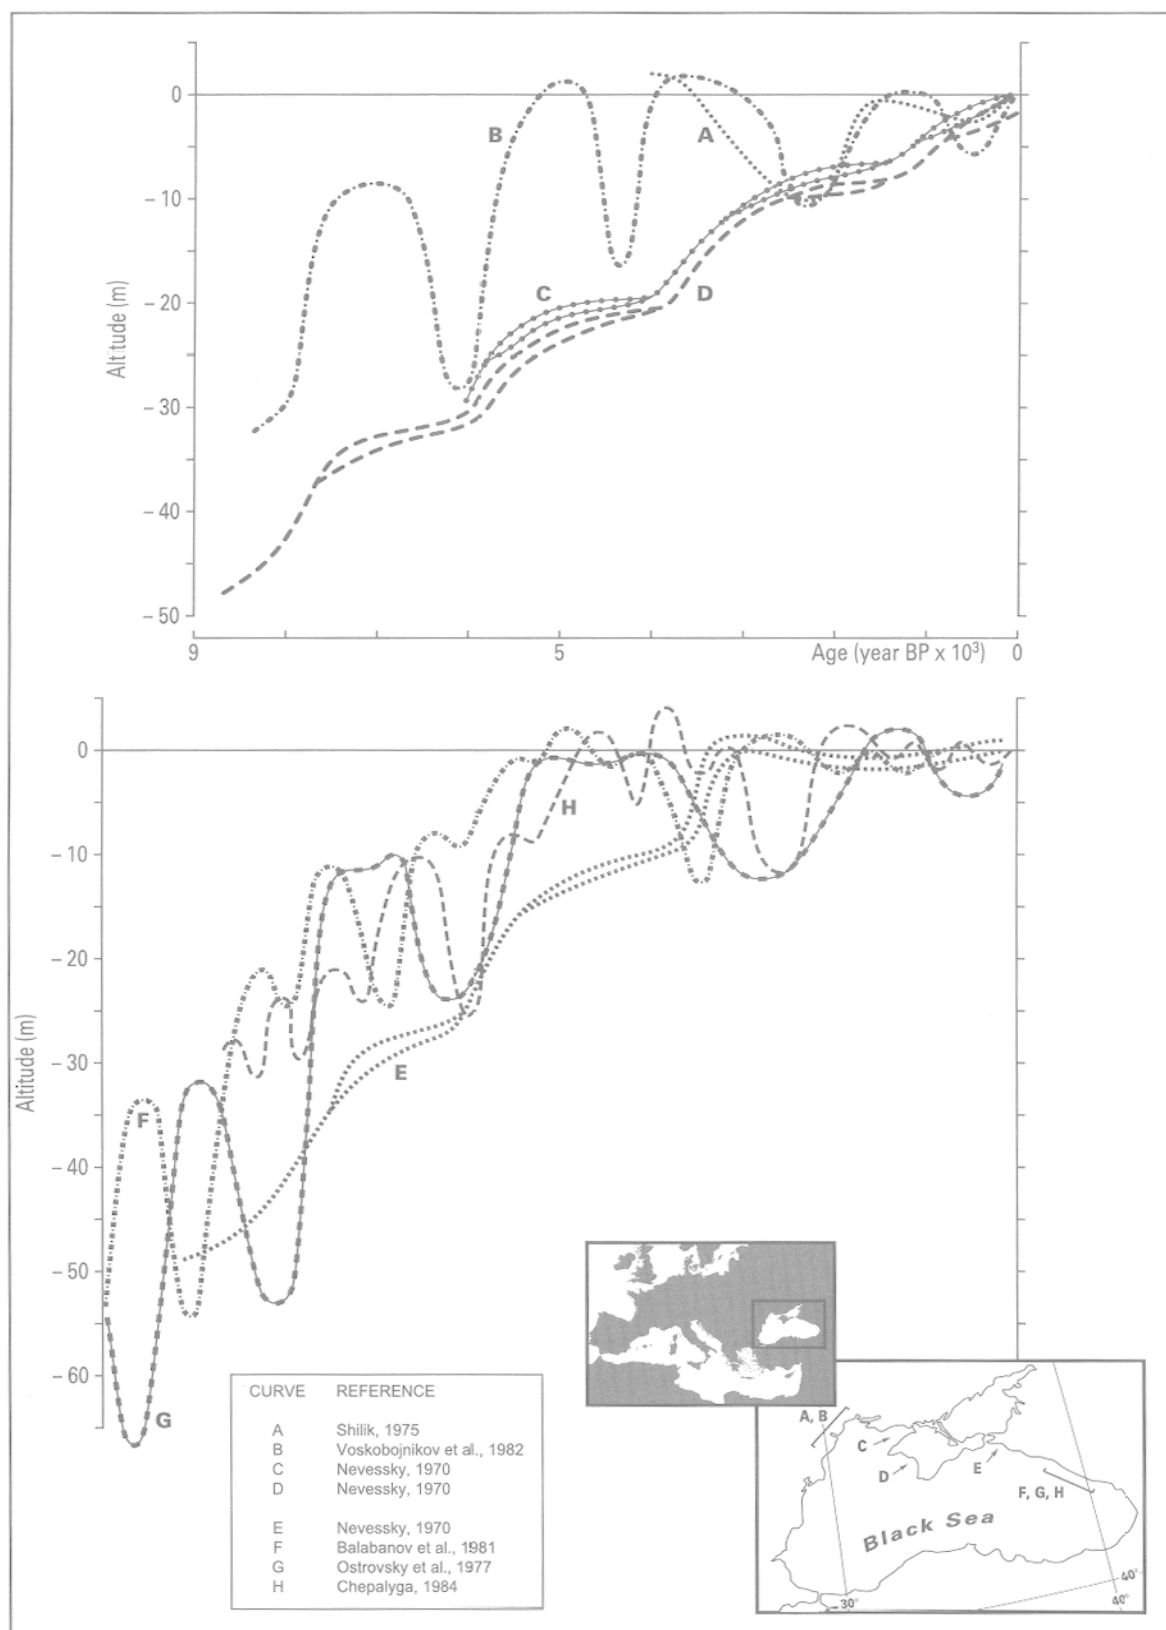 0
B
A
– 10
C
D
– 20
Altitude (m)
– 30
– 40
– 50
9
5
Age (year BP x 10³)
0
0
H
–10
–20
Altitude (m)
–30
E
F
–40
–50
–60
G
CURVE REFERENCE
A Shilik, 1975
B Voskobojnikov et al., 1982
C Nevessky, 1970
D Nevessky, 1970
E Nevessky, 1970
F Balabanov et al., 1981
G Ostrovsky et al., 1977
H Chepalyga, 1984
A, B
C
D
E
F, G, H
Black Sea
40°
30°
40°